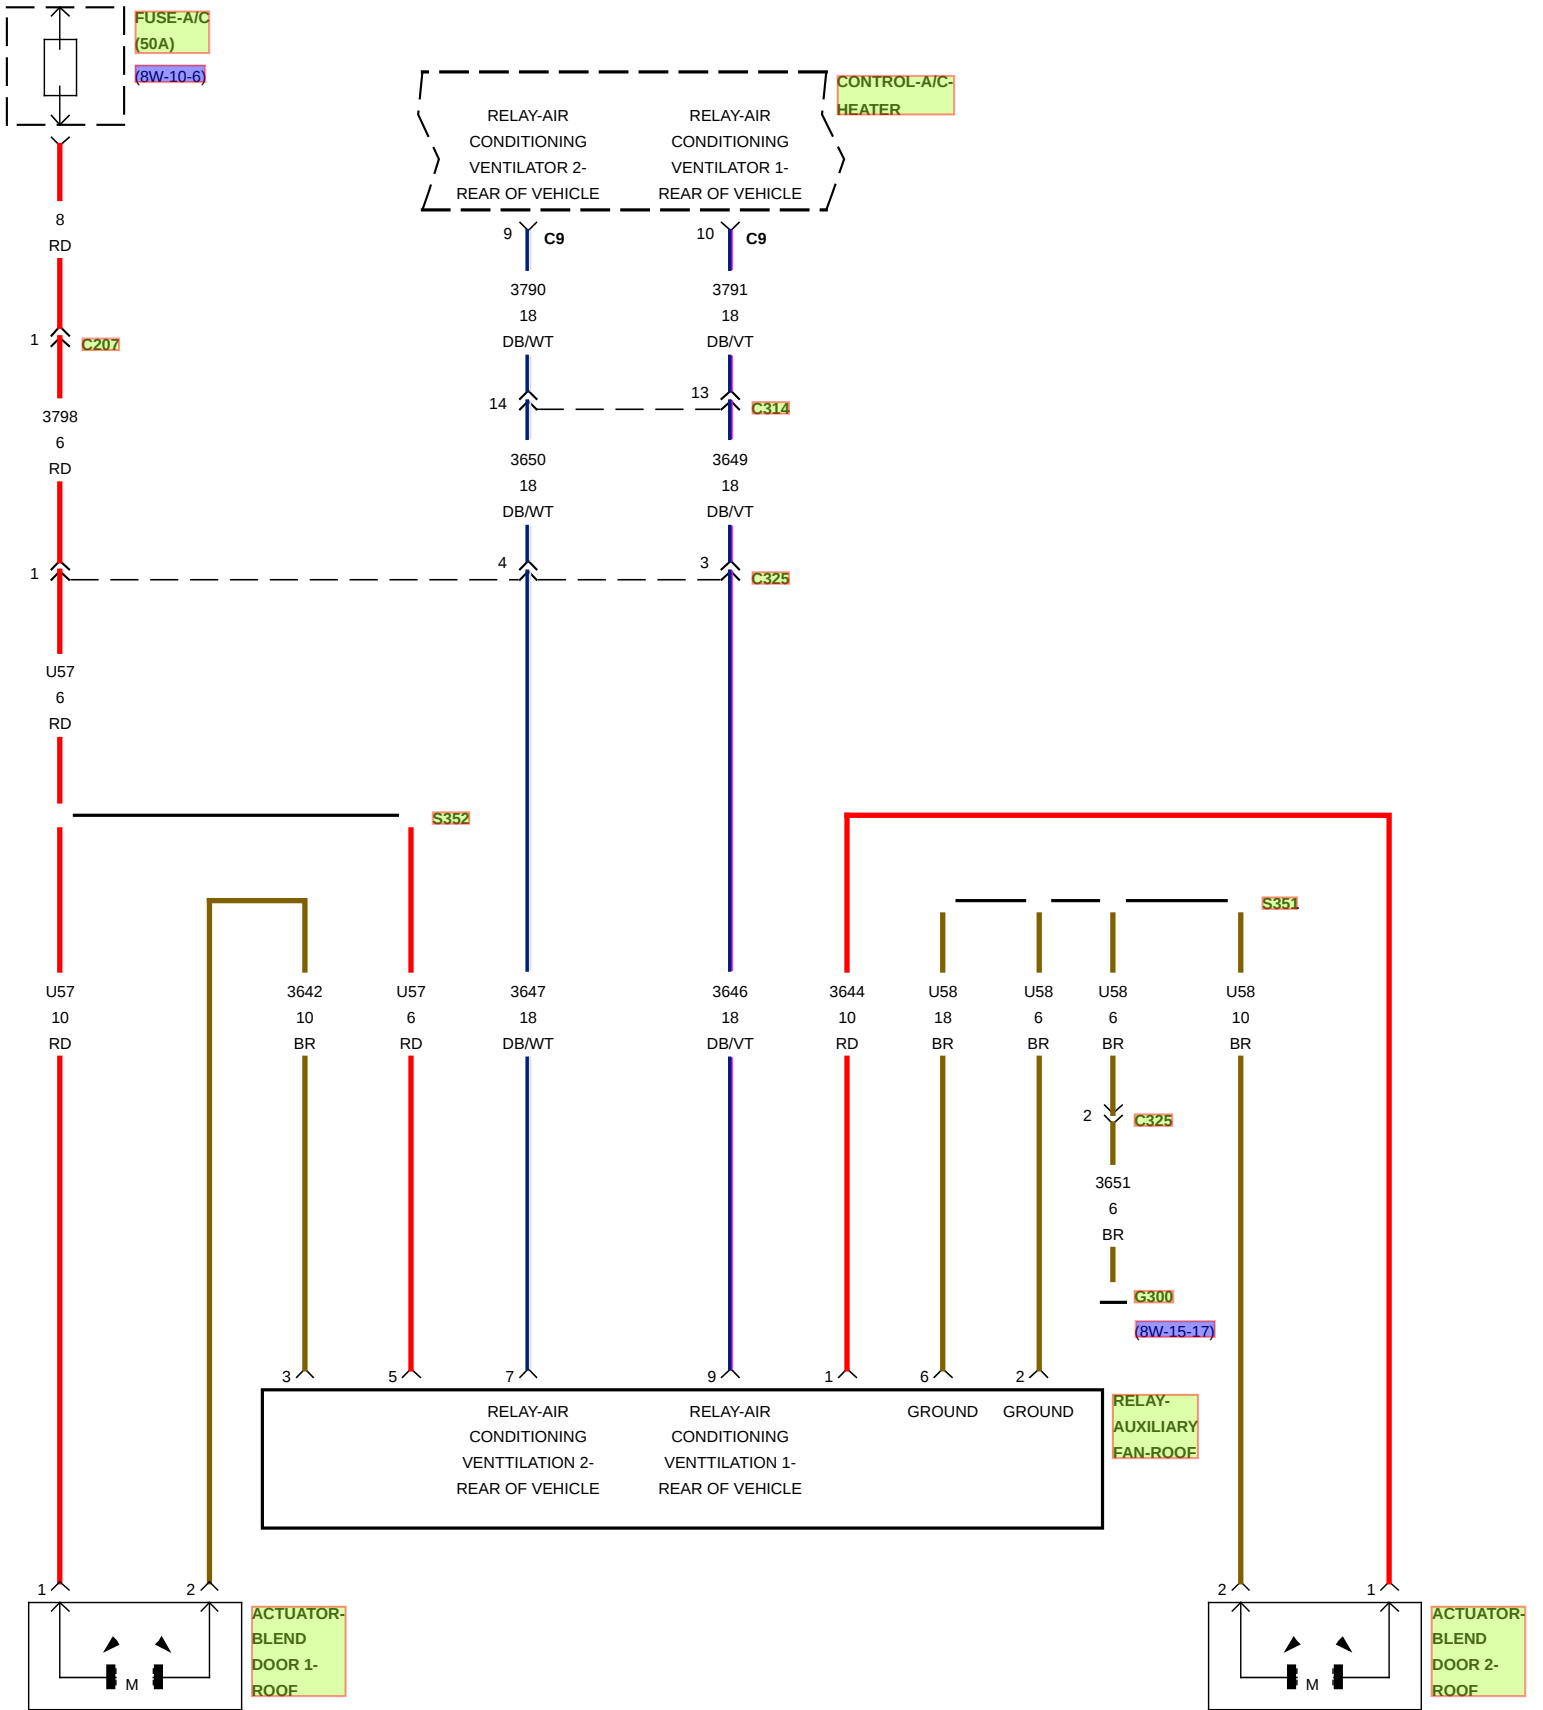 FUSE-A/C
(50A)
(8W-10-6)
CONTROL-A/C-
HEATER
RELAY-AIR
CONDITIONING
VENTILATOR 2-
REAR OF VEHICLE
RELAY-AIR
CONDITIONING
VENTILATOR 1-
REAR OF VEHICLE
9
C9
10
C9
8
RD
3790
18
DB/WT
3791
18
DB/VT
1
C207
14
13
C314
3798
6
RD
3650
18
DB/WT
3649
18
DB/VT
1
4
3
C325
U57
6
RD
S352
S351
U57
10
RD
3642
10
BR
U57
6
RD
3647
18
DB/WT
3646
18
DB/VT
3644
10
RD
U58
18
BR
U58
6
BR
U58
6
BR
U58
10
BR
2
C325
3651
6
BR
G300
(8W-15-17)
3
5
7
9
1
6
2
RELAY-AIR
CONDITIONING
VENTTILATION 2-
REAR OF VEHICLE
RELAY-AIR
CONDITIONING
VENTTILATION 1-
REAR OF VEHICLE
GROUND
GROUND
RELAY-
AUXILIARY
FAN-ROOF
1
2
ACTUATOR-
BLEND
DOOR 1-
ROOF
M
2
1
ACTUATOR-
BLEND
DOOR 2-
ROOF
M